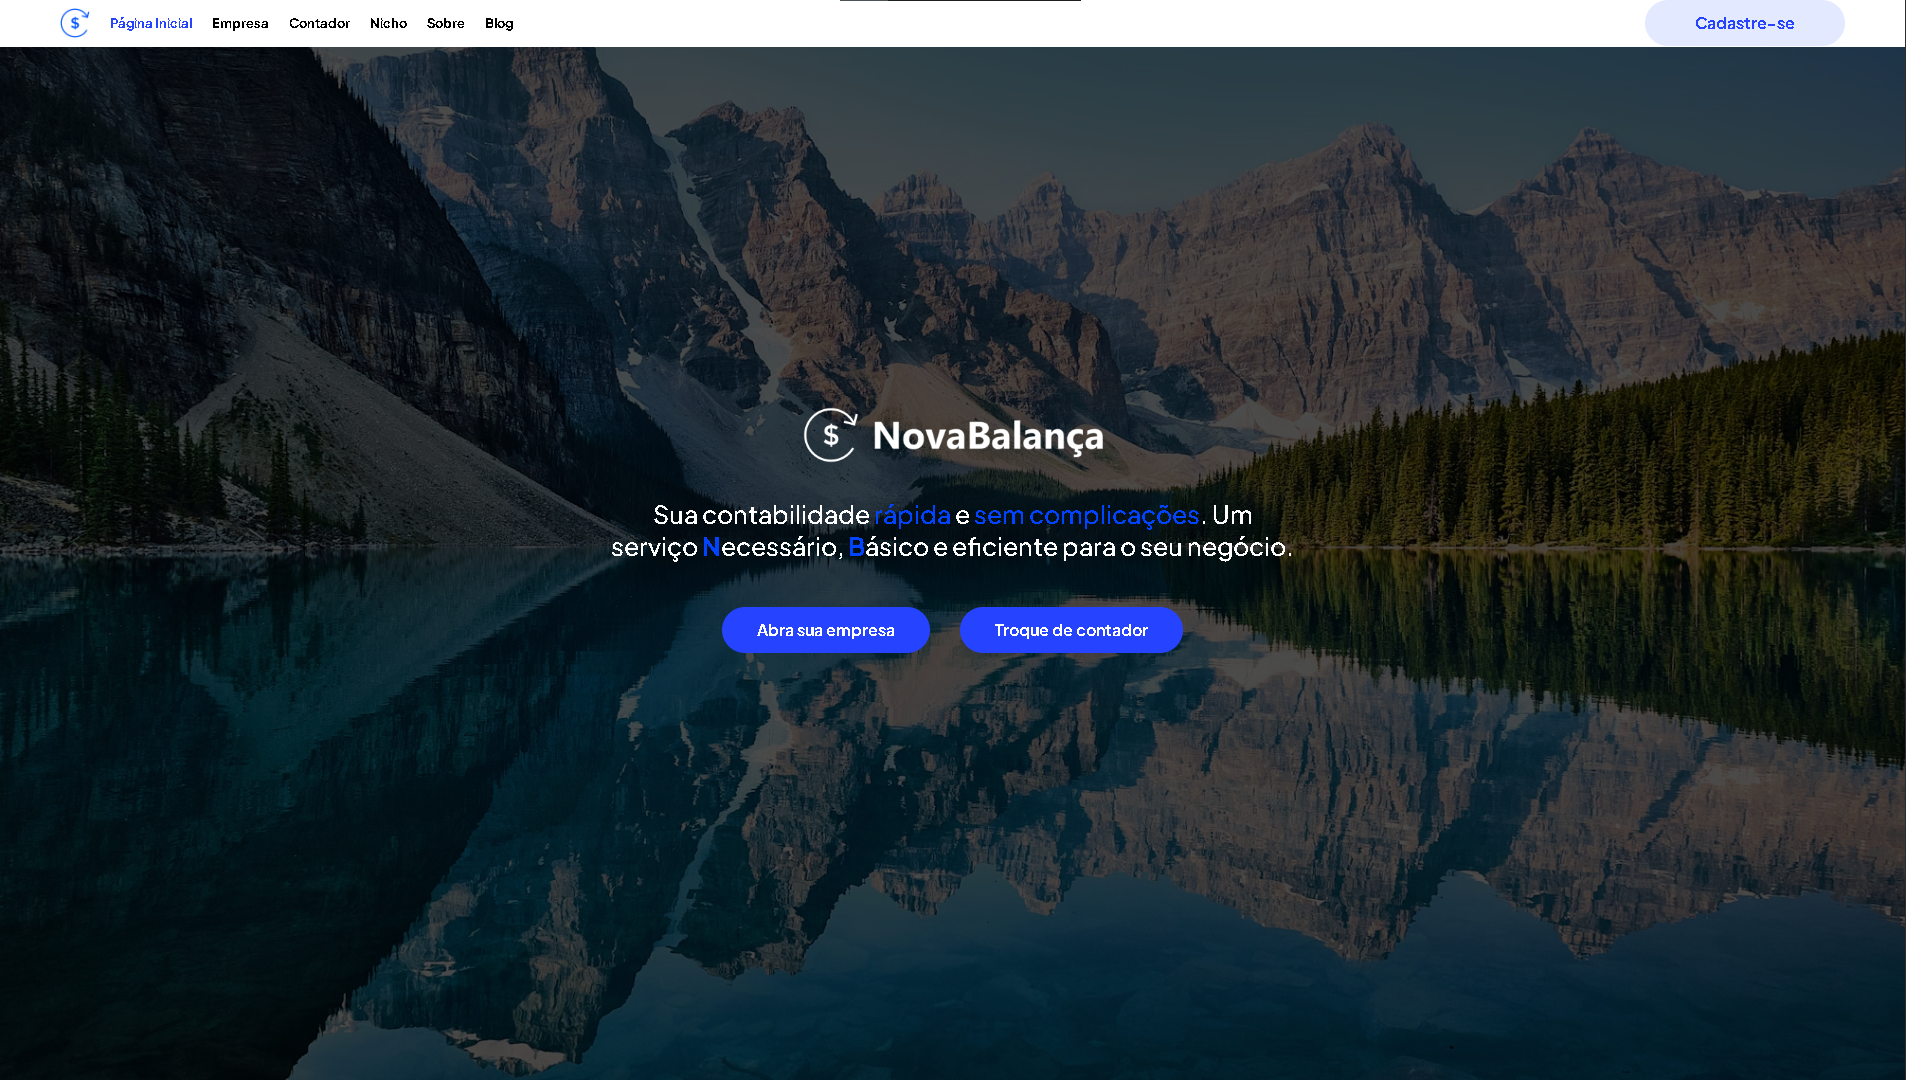 $ Página Inicial Empresa Contador Nicho Sobre Blog Cadastre-se
$ NovaBalança
Sua contabilidade rápida e sem complicações. Um
serviço Necessário, Básico e eficiente para o seu negócio.
Abra sua empresa Troque de contador